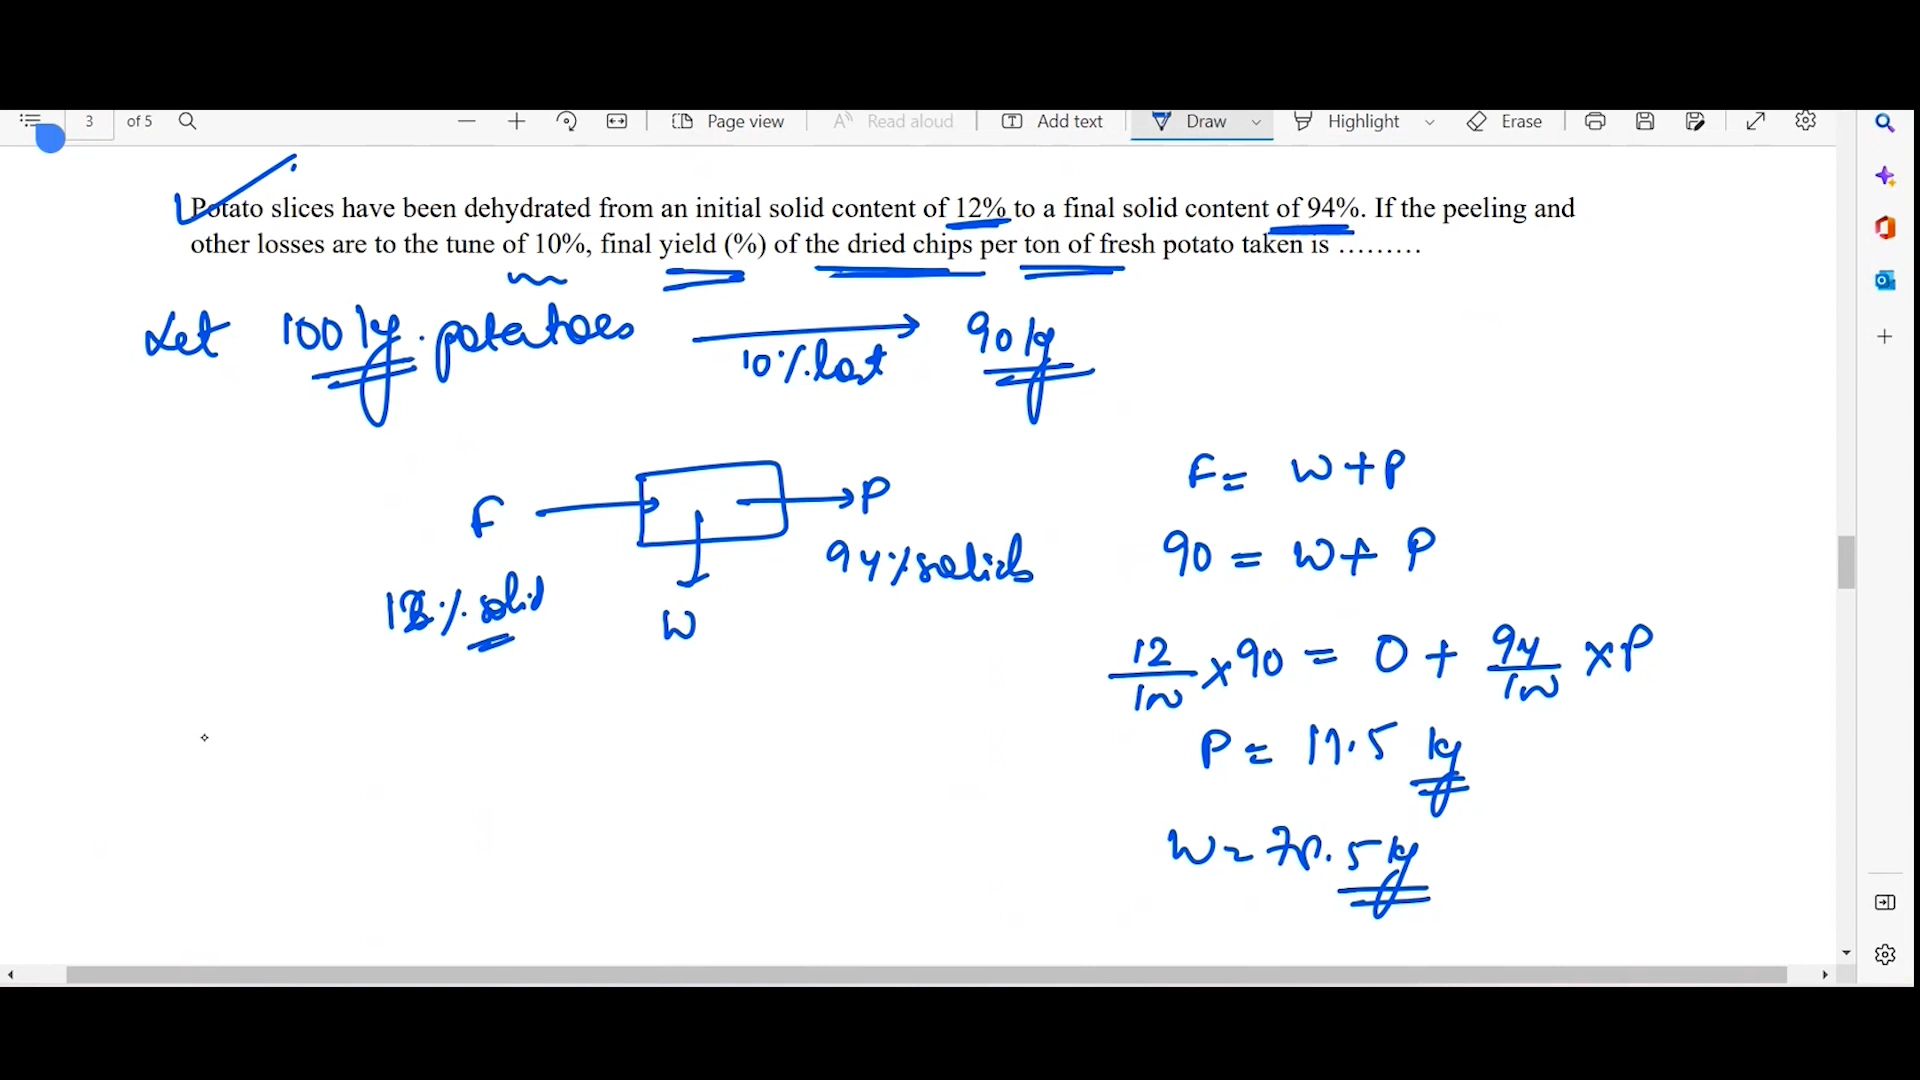 3 of 5 Page view Read aloud Add text Draw Highlight Erase
Potato slices have been dehydrated from an initial solid content of 12% to a final solid content of 94%. If the peeling and
other losses are to the tune of 10%, final yield (%) of the dried chips per ton of fresh potato taken is ………
Let 100 kg. potatoes 10% lost 90 kg
F = W + P
F P
90 = W + P
94% solids
12% solid
W
12/100 × 90 = 0 + 94/100 × P
P = 11.5 kg
W = 78.5 kg